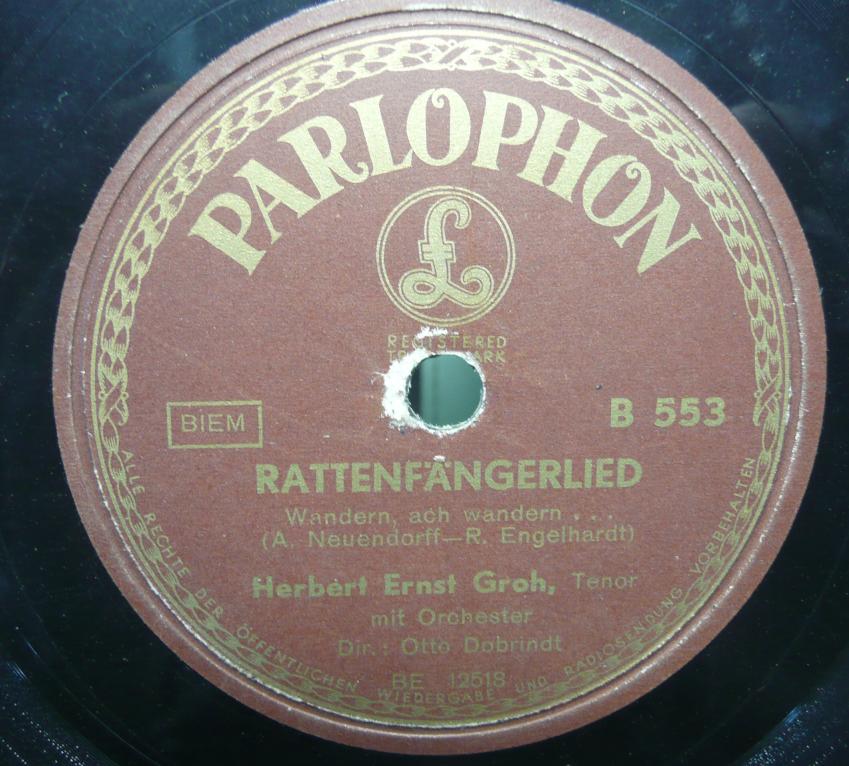 PARLOPHON
£
REGISTERED
TRADE MARK
BIEM
B 553
RATTENFÄNGERLIED
Wandern, ach wandern . . .
(A. Neuendorff—R. Engelhardt)
Herbert Ernst Groh, Tenor
mit Orchester
Dir.: Otto Dobrindt
BE 12518
ALLE RECHTE DER ÖFFENTLICHEN WIEDERGABE UND RADIOSENDUNG VORBEHALTEN